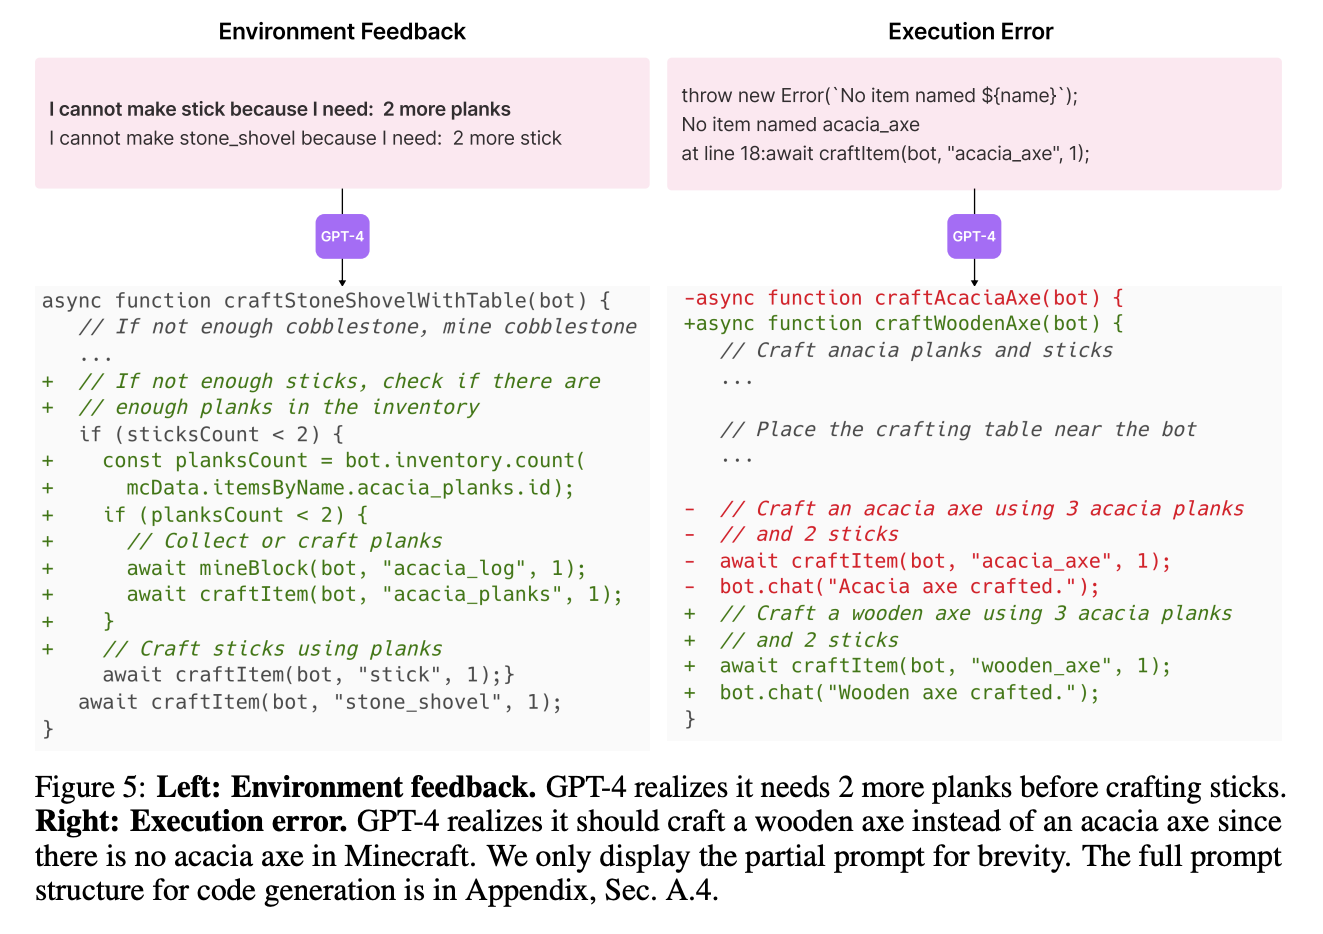 Environment Feedback
I cannot make stick because I need:  2 more planks
I cannot make stone_shovel because I need:  2 more stick
GPT-4
async function craftStoneShovelWithTable(bot) {
   // If not enough cobblestone, mine cobblestone
   ...
+  // If not enough sticks, check if there are
+  // enough planks in the inventory
   if (sticksCount < 2) {
+    const planksCount = bot.inventory.count(
+      mcData.itemsByName.acacia_planks.id);
+    if (planksCount < 2) {
+      // Collect or craft planks
+      await mineBlock(bot, "acacia_log", 1);
+      await craftItem(bot, "acacia_planks", 1);
+    }
+    // Craft sticks using planks
     await craftItem(bot, "stick", 1);}
   await craftItem(bot, "stone_shovel", 1);
}
Execution Error
throw new Error(`No item named ${name}`);
No item named acacia_axe
at line 18:await craftItem(bot, "acacia_axe", 1);
GPT-4
-async function craftAcaciaAxe(bot) {
+async function craftWoodenAxe(bot) {
   // Craft anacia planks and sticks
   ...
   // Place the crafting table near the bot
   ...
-  // Craft an acacia axe using 3 acacia planks
-  // and 2 sticks
-  await craftItem(bot, "acacia_axe", 1);
-  bot.chat("Acacia axe crafted.");
+  // Craft a wooden axe using 3 acacia planks
+  // and 2 sticks
+  await craftItem(bot, "wooden_axe", 1);
+  bot.chat("Wooden axe crafted.");
}
Figure 5: Left: Environment feedback. GPT-4 realizes it needs 2 more planks before crafting sticks.
Right: Execution error. GPT-4 realizes it should craft a wooden axe instead of an acacia axe since
there is no acacia axe in Minecraft. We only display the partial prompt for brevity. The full prompt
structure for code generation is in Appendix, Sec. A.4.